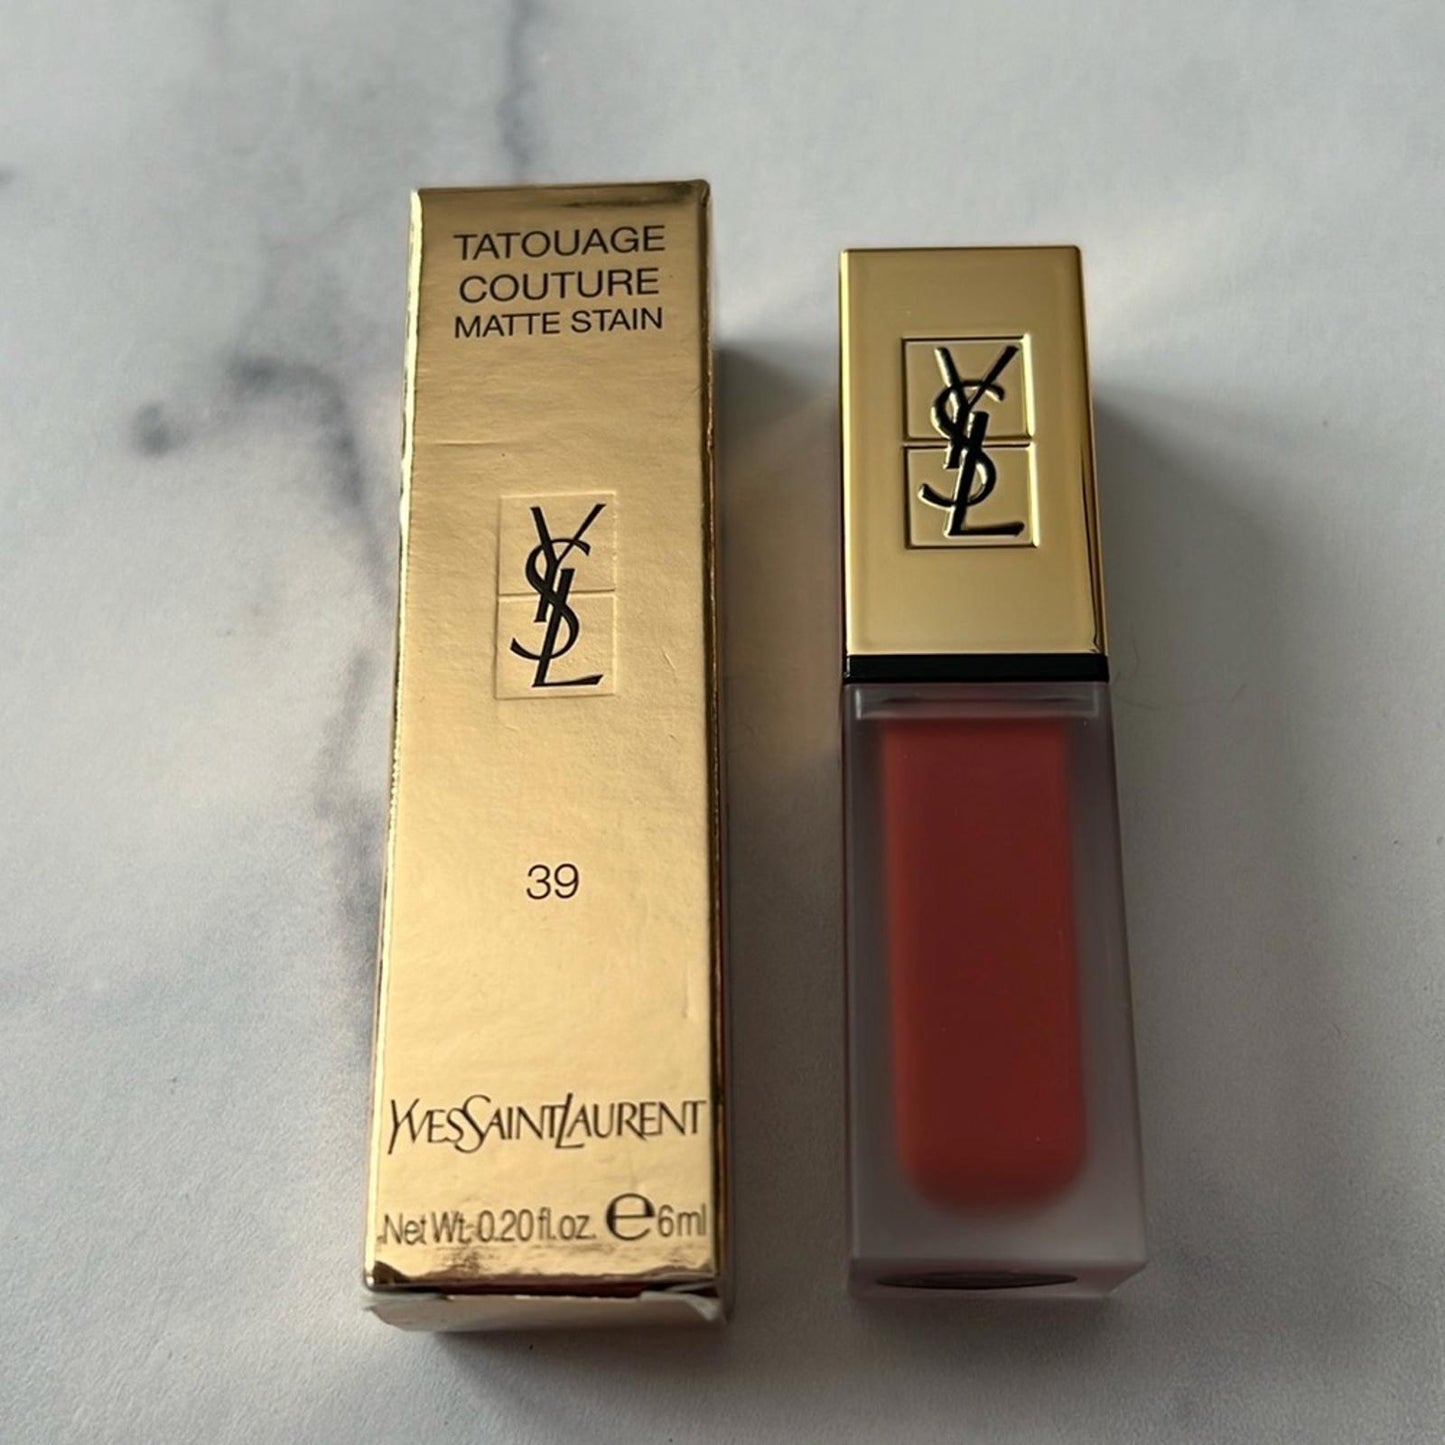 TATOUAGE
COUTURE
MATTE STAIN
YSL
39
YVESSAINTLAURENT
Net Wt. 0.20 fl.oz. e 6ml
YSL